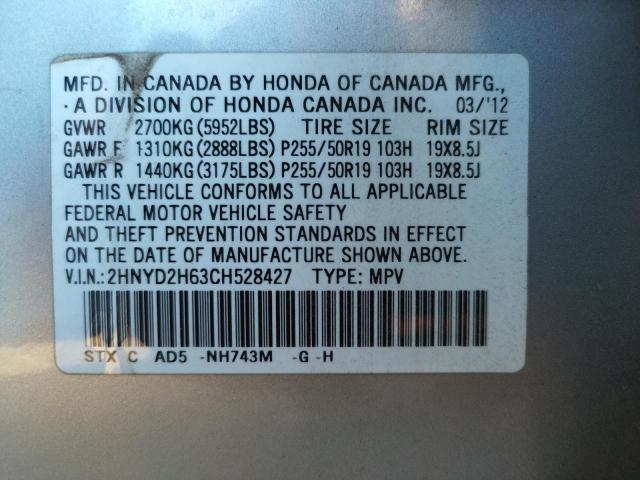 MFD. IN CANADA BY HONDA OF CANADA MFG.,
· A DIVISION OF HONDA CANADA INC. 03/'12
GVWR 2700KG (5952LBS) TIRE SIZE RIM SIZE
GAWR F 1310KG (2888LBS) P255/50R19 103H 19X8.5J
GAWR R 1440KG (3175LBS) P255/50R19 103H 19X8.5J
THIS VEHICLE CONFORMS TO ALL APPLICABLE
FEDERAL MOTOR VEHICLE SAFETY
AND THEFT PREVENTION STANDARDS IN EFFECT
ON THE DATE OF MANUFACTURE SHOWN ABOVE.
V.I.N.:2HNYD2H63CH528427 TYPE: MPV
STX C AD5 -NH743M -G -H